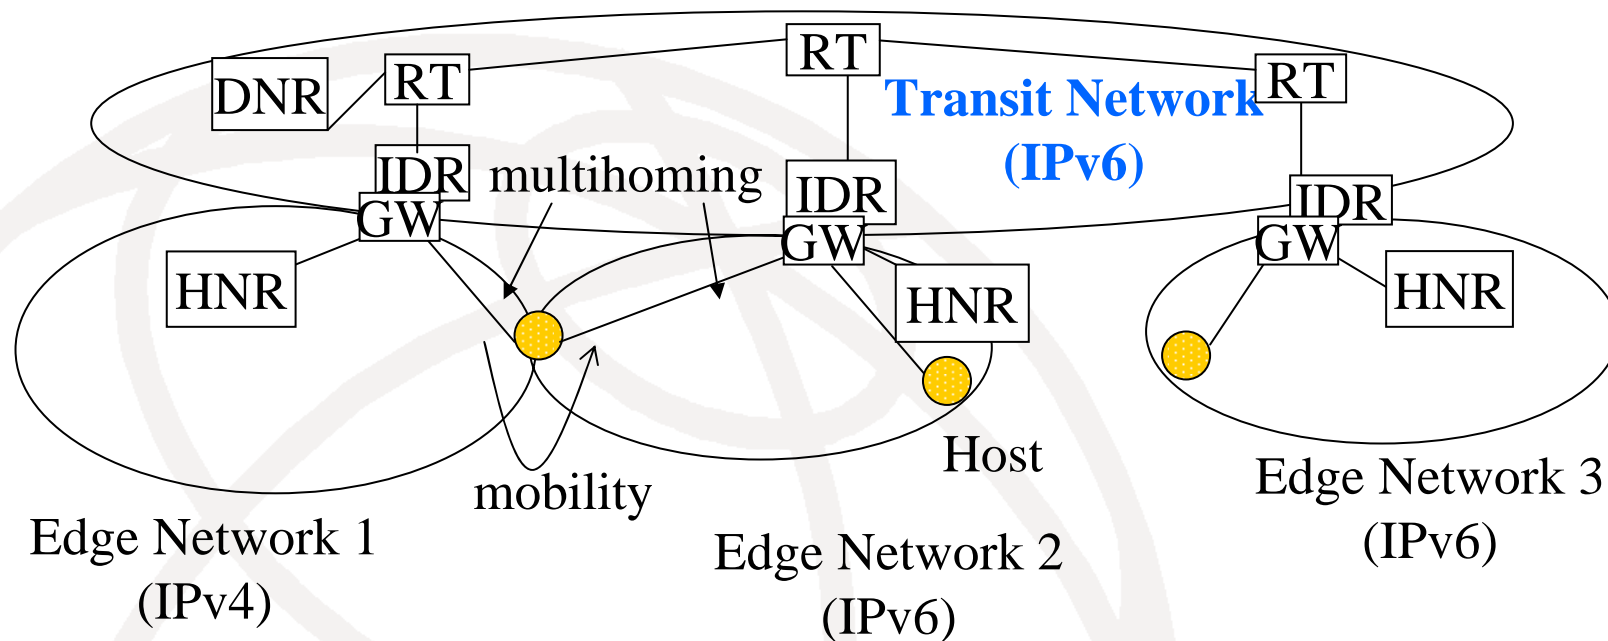 RT
DNR
RT
RT
Transit Network
(IPv6)
IDR
multihoming
IDR
IDR
GW
GW
GW
HNR
HNR
HNR
Host
mobility
Edge Network 1
(IPv4)
Edge Network 2
(IPv6)
Edge Network 3
(IPv6)